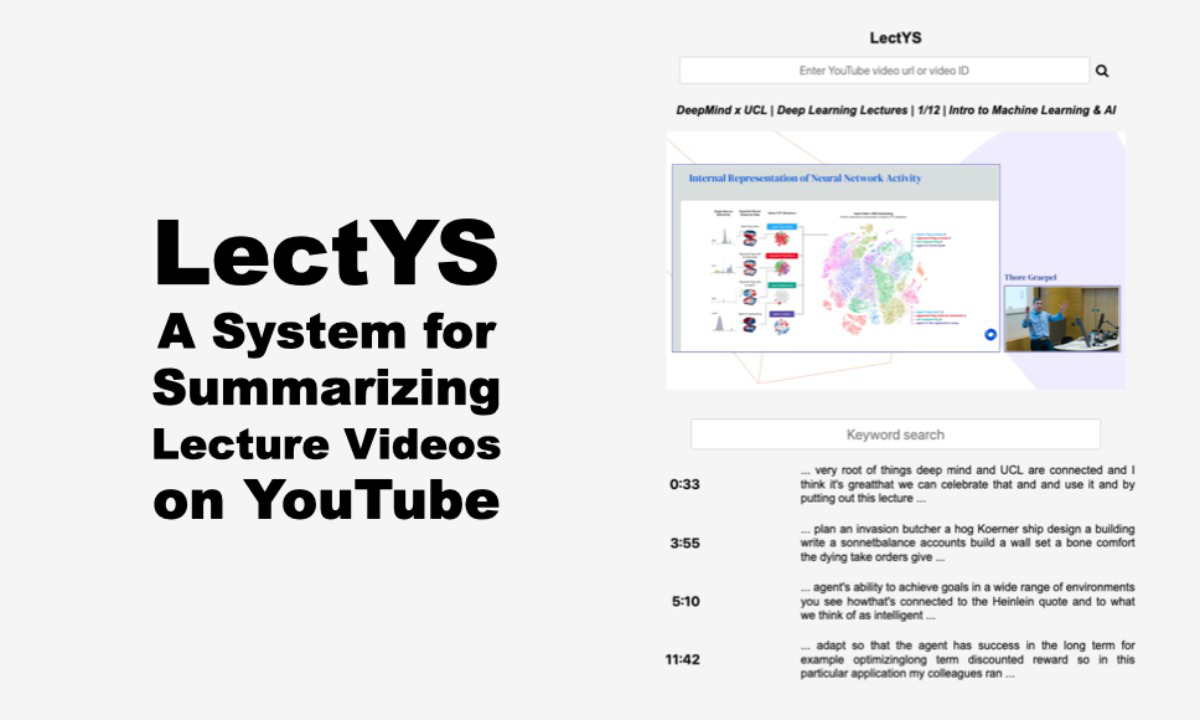 LectYS
A System for
Summarizing
Lecture Videos
on YouTube
LectYS
Enter YouTube video url or video ID
DeepMind x UCL | Deep Learning Lectures | 1/12 | Intro to Machine Learning & AI
Internal Representation of Neural Network Activity
Thore Graepel
Keyword search
0:33
... very root of things deep mind and UCL are connected and I
think it's greatthat we can celebrate that and and use it and by
putting out this lecture ...
3:55
... plan an invasion butcher a hog Koerner ship design a building
write a sonnetbalance accounts build a wall set a bone comfort
the dying take orders give ...
5:10
... agent's ability to achieve goals in a wide range of environments
you see howthat's connected to the Heinlein quote and to what
we think of as intelligent ...
11:42
... adapt so that the agent has success in the long term for
example optimizinglong term discounted reward so in this
particular application my colleagues ran ...